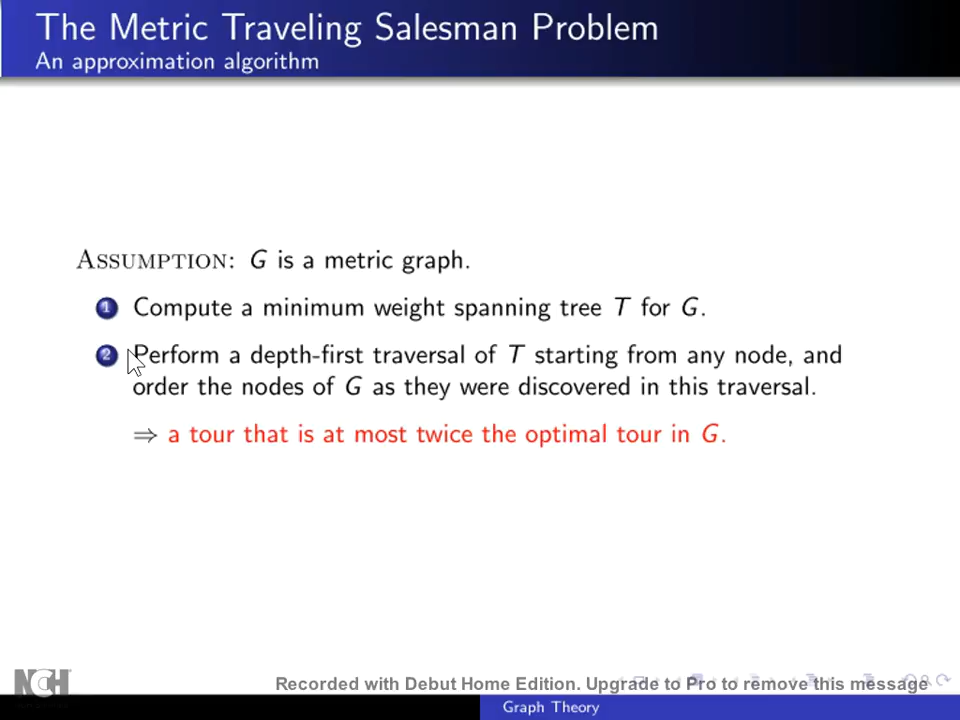 The Metric Traveling Salesman Problem
An approximation algorithm
ASSUMPTION: G is a metric graph.
1 Compute a minimum weight spanning tree T for G.
2 Perform a depth-first traversal of T starting from any node, and
order the nodes of G as they were discovered in this traversal.
⇒ a tour that is at most twice the optimal tour in G.
NCH
Recorded with Debut Home Edition. Upgrade to Pro to remove this message
Graph Theory